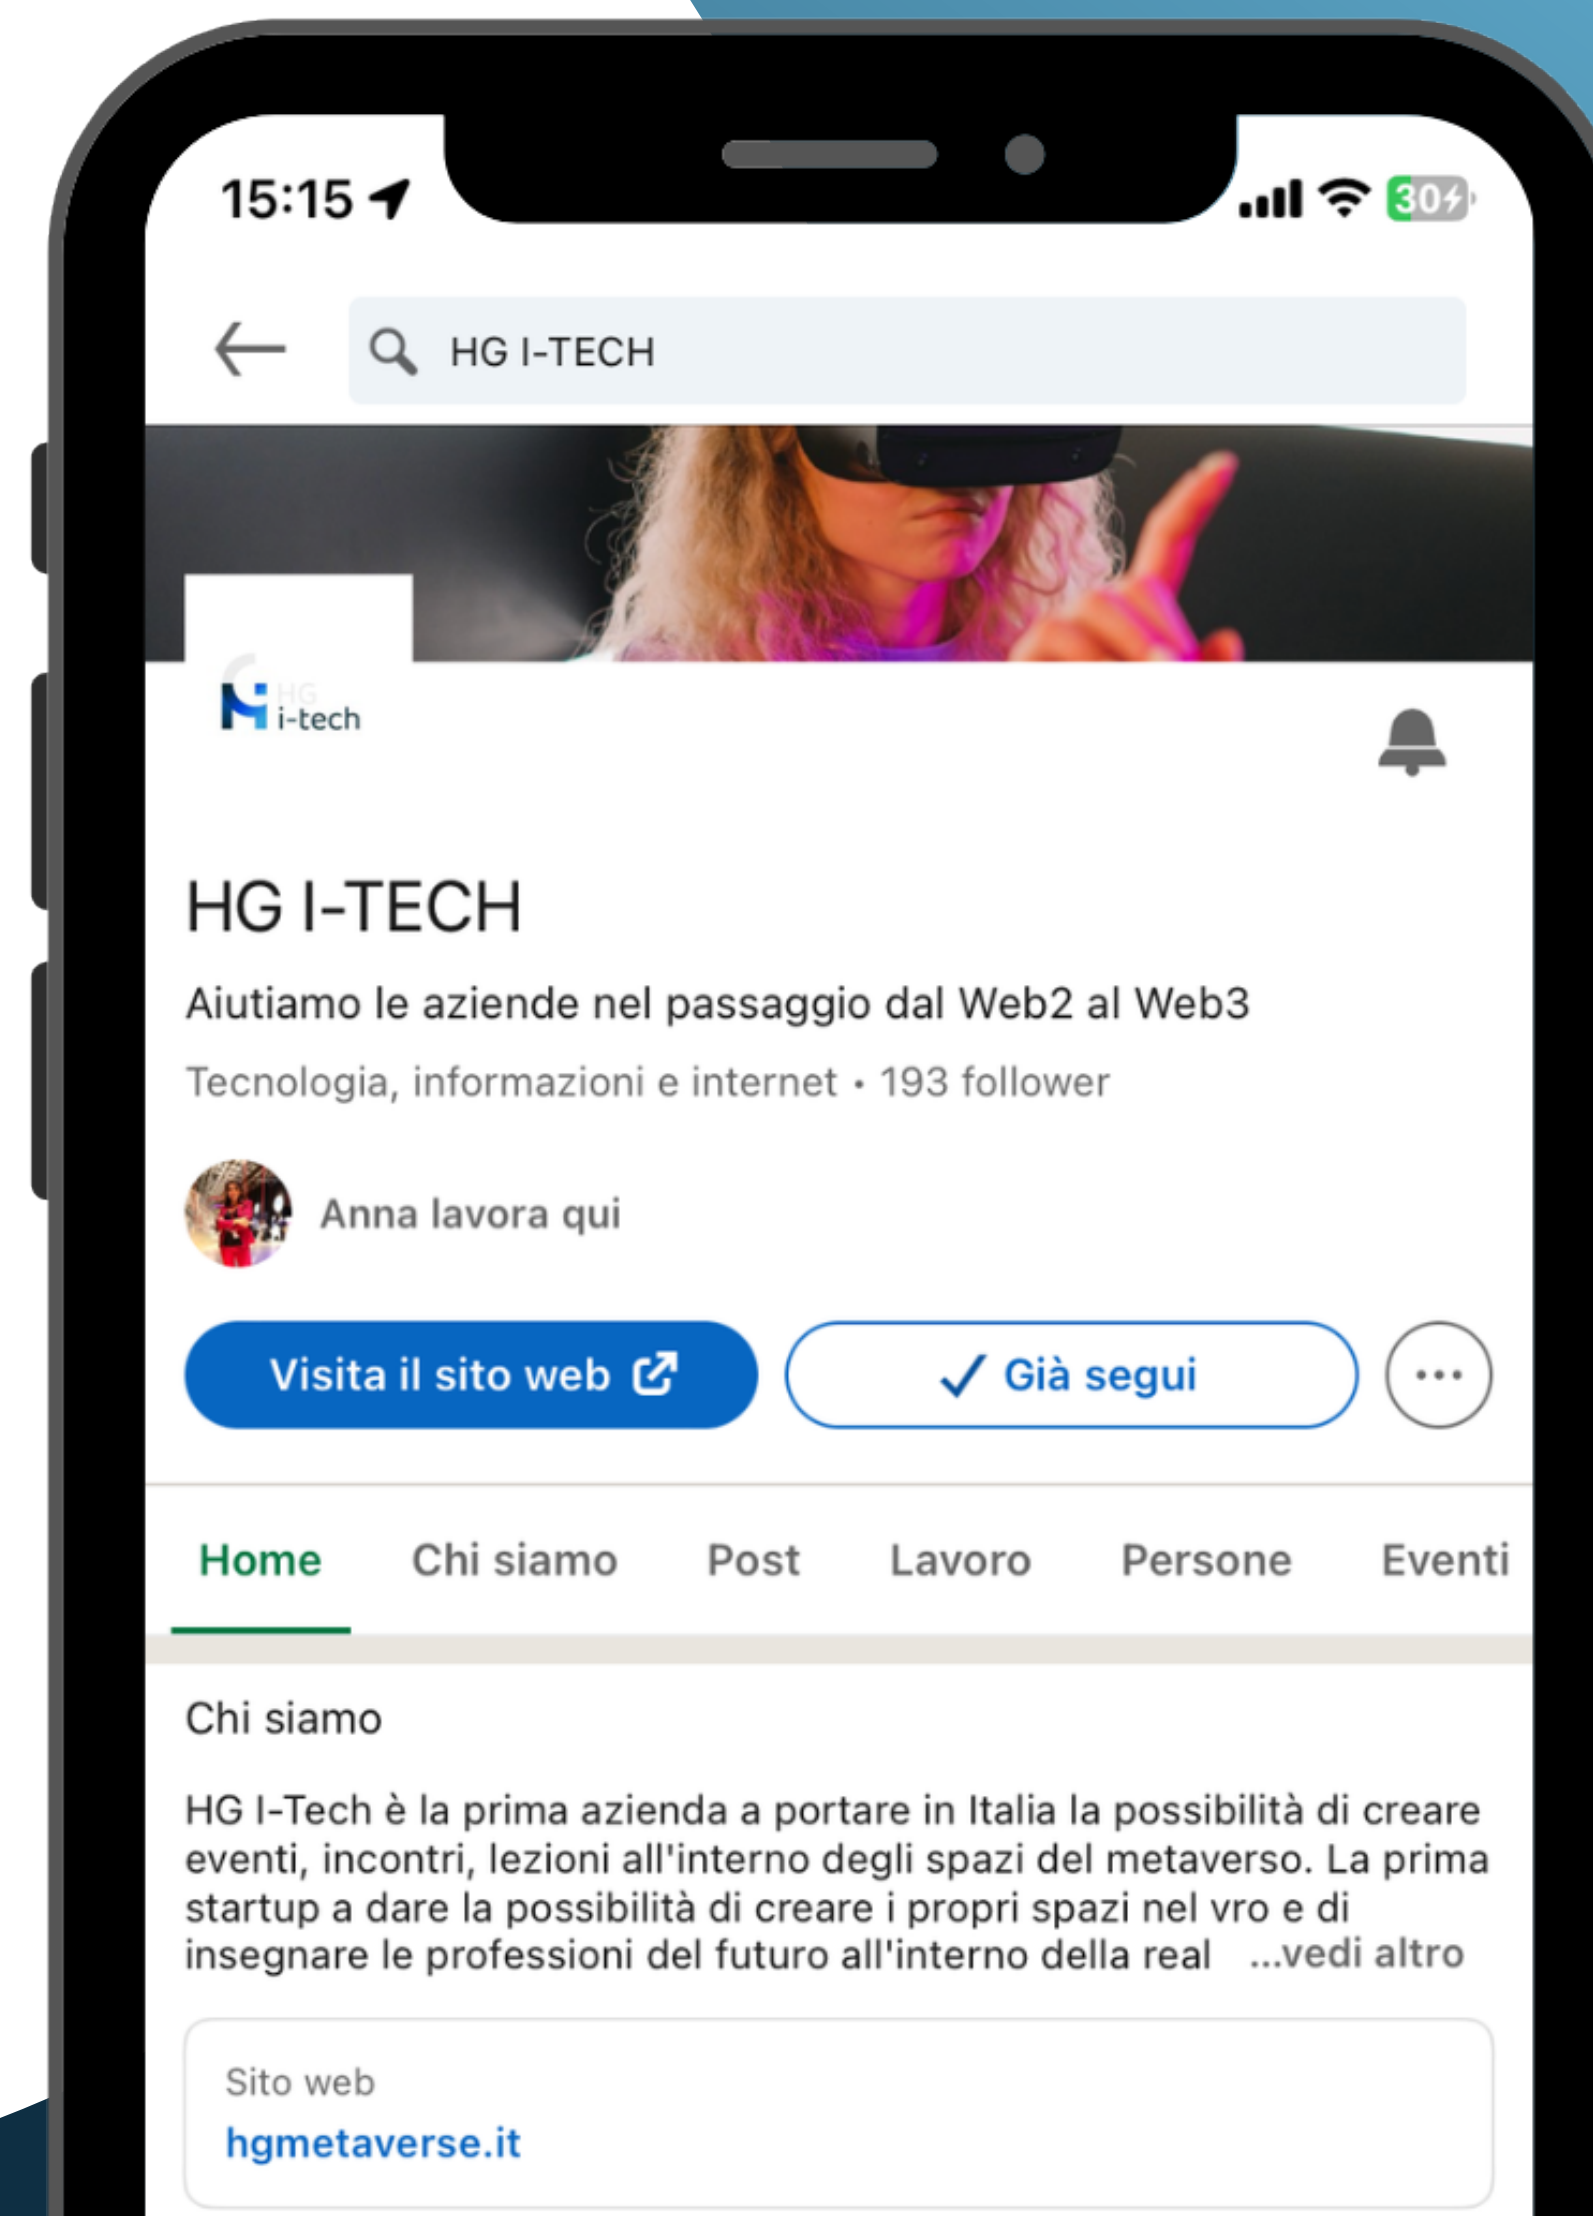 15:15
30
HG I-TECH
HG
i-tech
HG I-TECH
Aiutiamo le aziende nel passaggio dal Web2 al Web3
Tecnologia, informazioni e internet • 193 follower
Anna lavora qui
Visita il sito web
Già segui
Home Chi siamo Post Lavoro Persone Eventi
Chi siamo
HG I-Tech è la prima azienda a portare in Italia la possibilità di creare
eventi, incontri, lezioni all'interno degli spazi del metaverso. La prima
startup a dare la possibilità di creare i propri spazi nel vro e di
insegnare le professioni del futuro all'interno della real ...vedi altro
Sito web
hgmetaverse.it